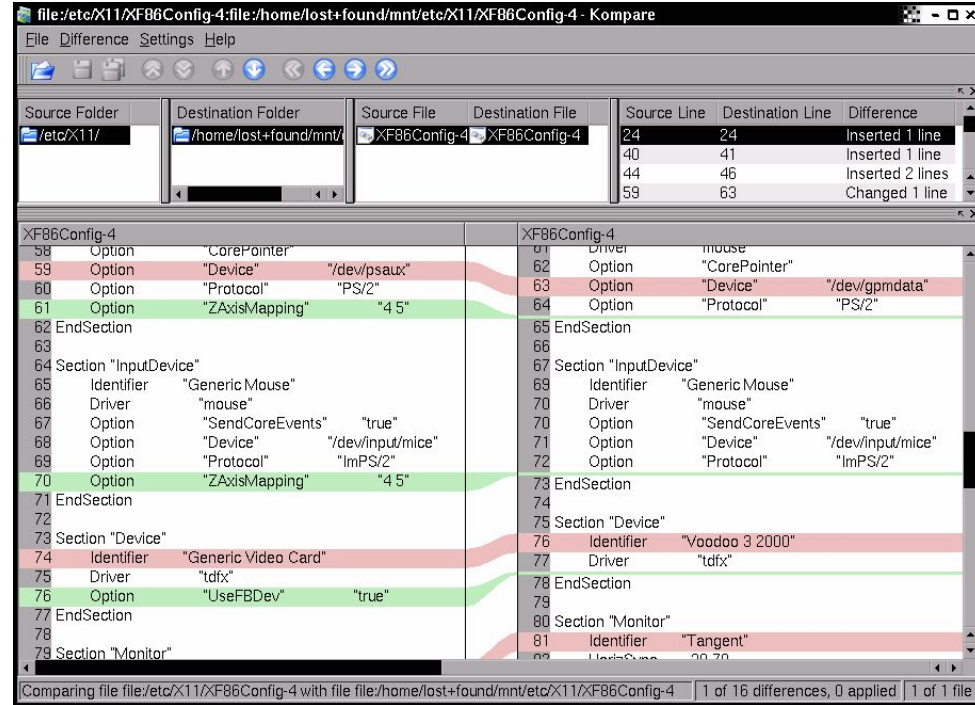 file:/etc/X11/XF86Config-4:file:/home/lost+found/mnt/etc/X11/XF86Config-4 - Kompare
File Difference Settings Help
Source Folder
/etc/X11/
Destination Folder
/home/lost+found/mnt/
Source File Destination File
XF86Config-4 XF86Config-4
Source Line Destination Line Difference
24 24 Inserted 1 line
40 41 Inserted 1 line
44 46 Inserted 2 lines
59 63 Changed 1 line
XF86Config-4
58 Option "CorePointer"
59 Option "Device" "/dev/psaux"
60 Option "Protocol" "PS/2"
61 Option "ZAxisMapping" "4 5"
62 EndSection
63
64 Section "InputDevice"
65 Identifier "Generic Mouse"
66 Driver "mouse"
67 Option "SendCoreEvents" "true"
68 Option "Device" "/dev/input/mice"
69 Option "Protocol" "ImPS/2"
70 Option "ZAxisMapping" "4 5"
71 EndSection
72
73 Section "Device"
74 Identifier "Generic Video Card"
75 Driver "tdfx"
76 Option "UseFBDev" "true"
77 EndSection
78
79 Section "Monitor"
XF86Config-4
61 Driver "mouse"
62 Option "CorePointer"
63 Option "Device" "/dev/gpmdata"
64 Option "Protocol" "PS/2"
65 EndSection
66
67 Section "InputDevice"
69 Identifier "Generic Mouse"
70 Driver "mouse"
70 Option "SendCoreEvents" "true"
71 Option "Device" "/dev/input/mice"
72 Option "Protocol" "ImPS/2"
73 EndSection
74
75 Section "Device"
76 Identifier "Voodoo 3 2000"
77 Driver "tdfx"
78 EndSection
79
80 Section "Monitor"
81 Identifier "Tangent"
82 HorizSync
Comparing file file:/etc/X11/XF86Config-4 with file file:/home/lost+found/mnt/etc/X11/XF86Config-4 1 of 16 differences, 0 applied 1 of 1 file